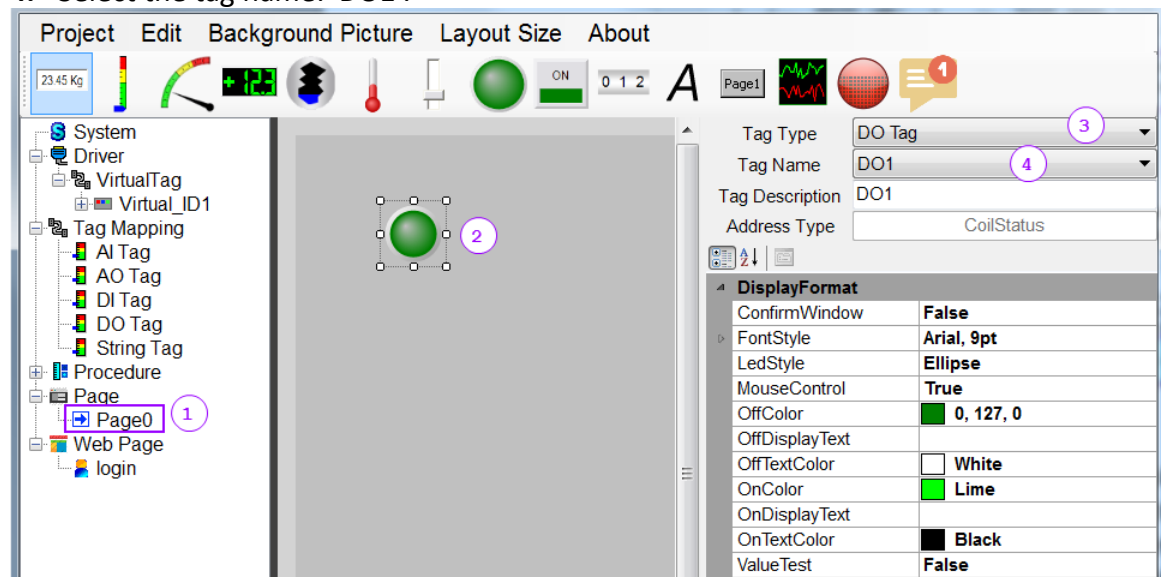 Project Edit Background Picture Layout Size About
23.45 Kg +12.3 ON 0 1 2 A Page1 1
System
Driver
VirtualTag
Virtual_ID1
Tag Mapping
AI Tag
AO Tag
DI Tag
DO Tag
String Tag
Procedure
Page
Page0 1
Web Page
login
2
Tag Type DO Tag 3
Tag Name DO1 4
Tag Description DO1
Address Type CoilStatus
DisplayFormat
ConfirmWindow False
FontStyle Arial, 9pt
LedStyle Ellipse
MouseControl True
OffColor 0, 127, 0
OffDisplayText
OffTextColor White
OnColor Lime
OnDisplayText
OnTextColor Black
ValueTest False